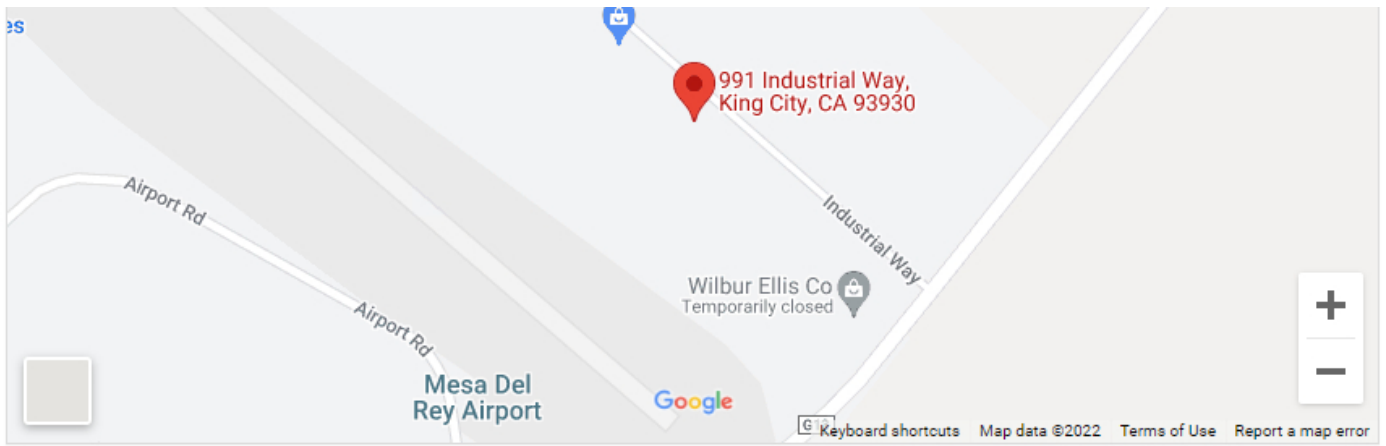 es
991 Industrial Way,
King City, CA 93930
Airport Rd
Industrial Way
Wilbur Ellis Co
Temporarily closed
Airport Rd
Mesa Del
Rey Airport
Google
Keyboard shortcuts Map data ©2022 Terms of Use Report a map error